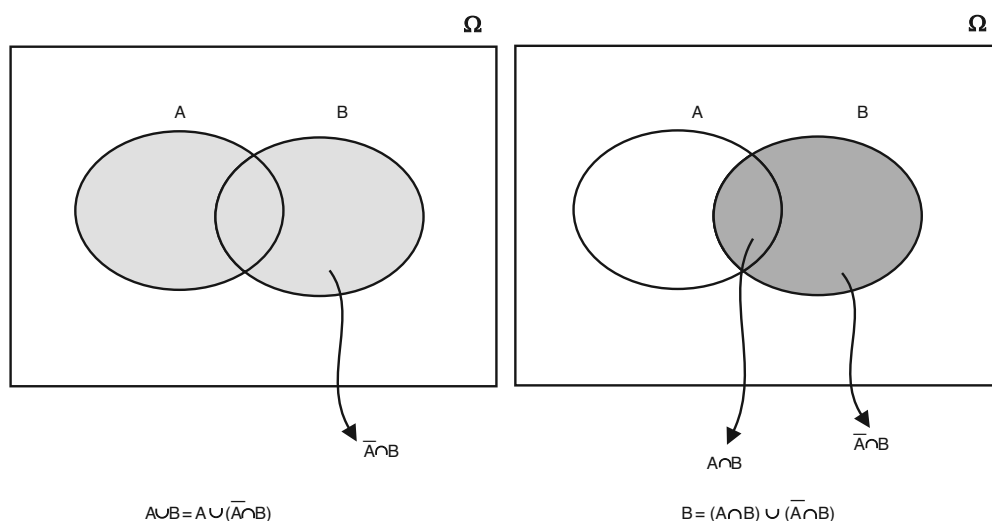 Ω
Ω
A
B
A
B
A̅∩B
A∩B
A̅∩B
A∪B = A ∪ (A̅∩B)
B = (A∩B) ∪ (A̅∩B)